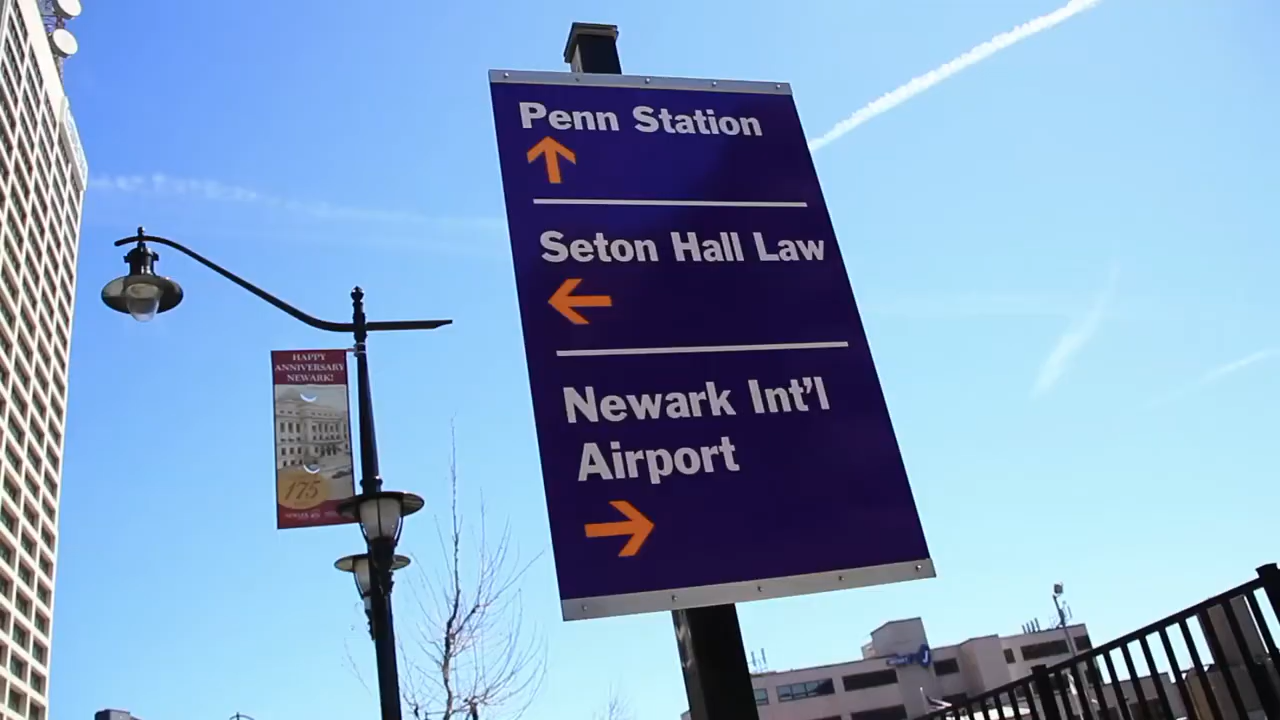 Penn Station
Seton Hall Law
Newark Int'l
Airport
HAPPY
ANNIVERSARY
NEWARK!
175